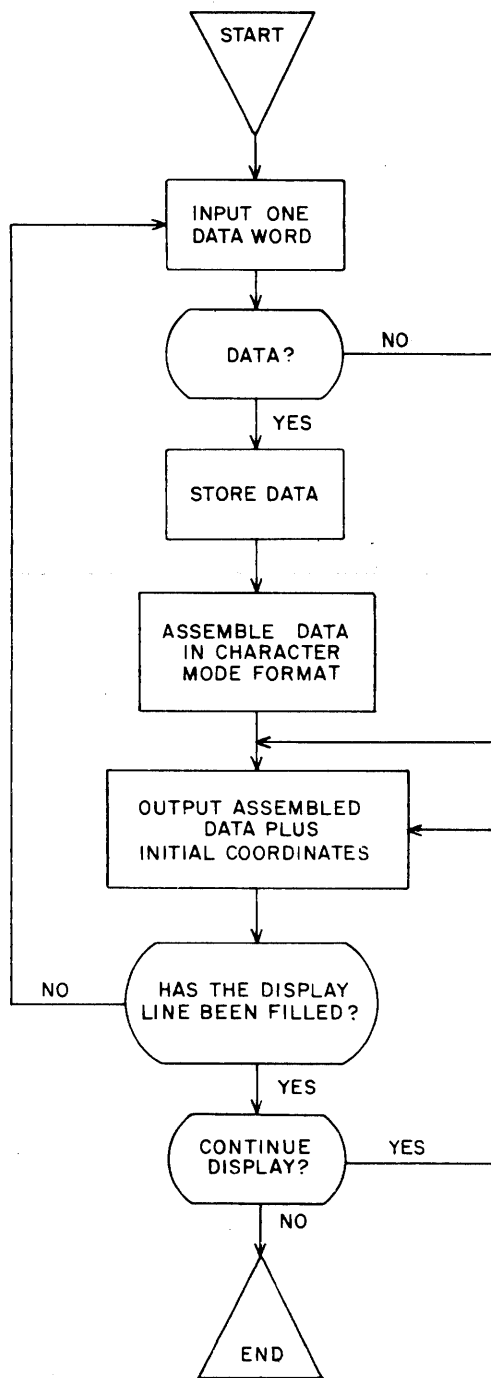 START
INPUT ONE
DATA WORD
DATA?
NO
YES
STORE DATA
ASSEMBLE DATA
IN CHARACTER
MODE FORMAT
OUTPUT ASSEMBLED
DATA PLUS
INITIAL COORDINATES
HAS THE DISPLAY
LINE BEEN FILLED?
NO
YES
CONTINUE
DISPLAY?
YES
NO
END